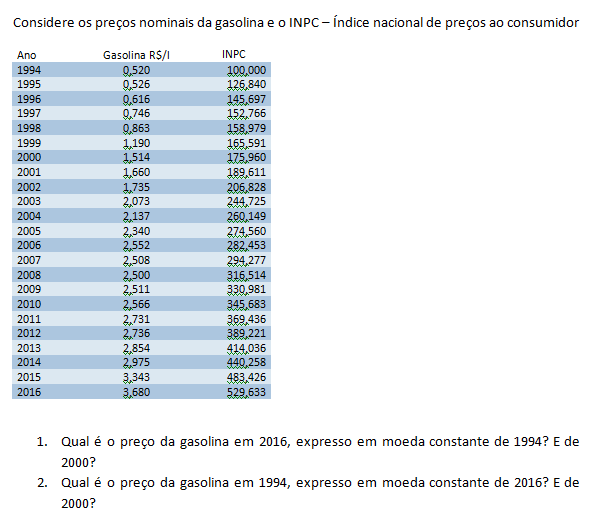 Considere os preços nominais da gasolina e o INPC – Índice nacional de preços ao consumidor
Ano Gasolina R$/l INPC
1994 0,520 100,000
1995 0,526 126,840
1996 0,616 145,697
1997 0,746 152,766
1998 0,863 158,979
1999 1,190 165,591
2000 1,514 175,960
2001 1,660 189,611
2002 1,735 206,828
2003 2,073 244,725
2004 2,137 260,149
2005 2,340 274,560
2006 2,552 282,453
2007 2,508 294,277
2008 2,500 316,514
2009 2,511 330,981
2010 2,566 345,683
2011 2,731 369,436
2012 2,736 389,221
2013 2,854 414,036
2014 2,975 440,258
2015 3,343 483,426
2016 3,680 529,633
1. Qual é o preço da gasolina em 2016, expresso em moeda constante de 1994? E de
2000?
2. Qual é o preço da gasolina em 1994, expresso em moeda constante de 2016? E de
2000?